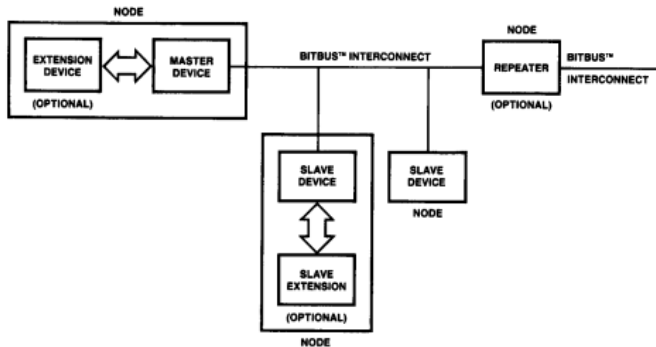 NODE
EXTENSION
DEVICE
(OPTIONAL)
MASTER
DEVICE
BITBUS™ INTERCONNECT
NODE
REPEATER
(OPTIONAL)
BITBUS™
INTERCONNECT
SLAVE
DEVICE
SLAVE
EXTENSION
(OPTIONAL)
NODE
SLAVE
DEVICE
NODE